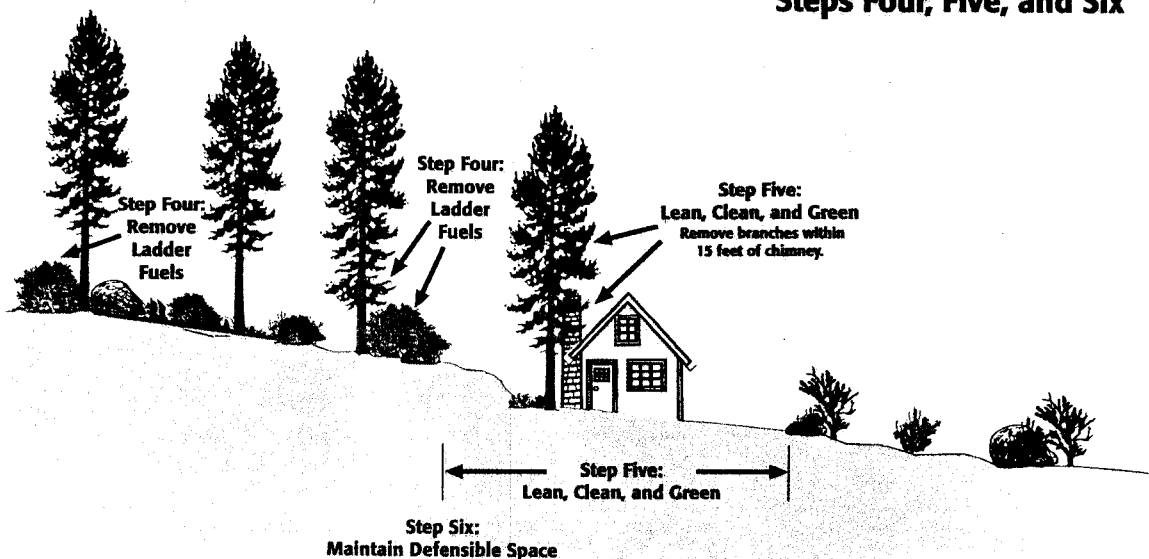 Steps Four, Five, and Six
Step Four:
Remove
Ladder
Fuels
Step Four:
Remove
Ladder
Fuels
Step Five:
Lean, Clean, and Green
Remove branches within
15 feet of chimney.
Step Five:
Lean, Clean, and Green
Step Six:
Maintain Defensible Space